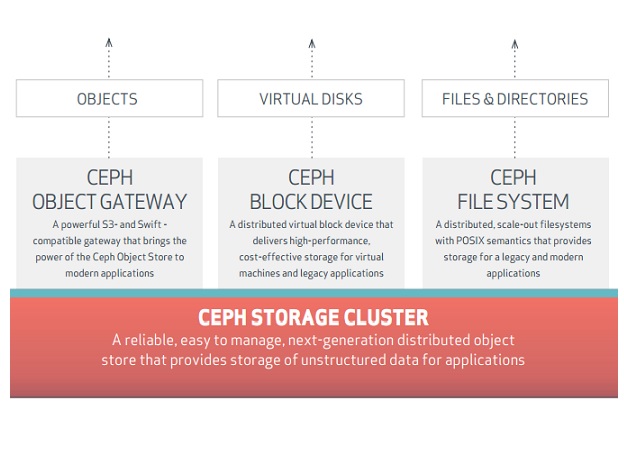 OBJECTS
VIRTUAL DISKS
FILES & DIRECTORIES
CEPH
OBJECT GATEWAY
A powerful S3- and Swift -
compatible gateway that brings the
power of the Ceph Object Store to
modern applications
CEPH
BLOCK DEVICE
A distributed virtual block device that
delivers high-performance,
cost-effective storage for virtual
machines and legacy applications
CEPH
FILE SYSTEM
A distributed, scale-out filesystems
with POSIX semantics that provides
storage for a legacy and modern
applications
CEPH STORAGE CLUSTER
A reliable, easy to manage, next-generation distributed object
store that provides storage of unstructured data for applications